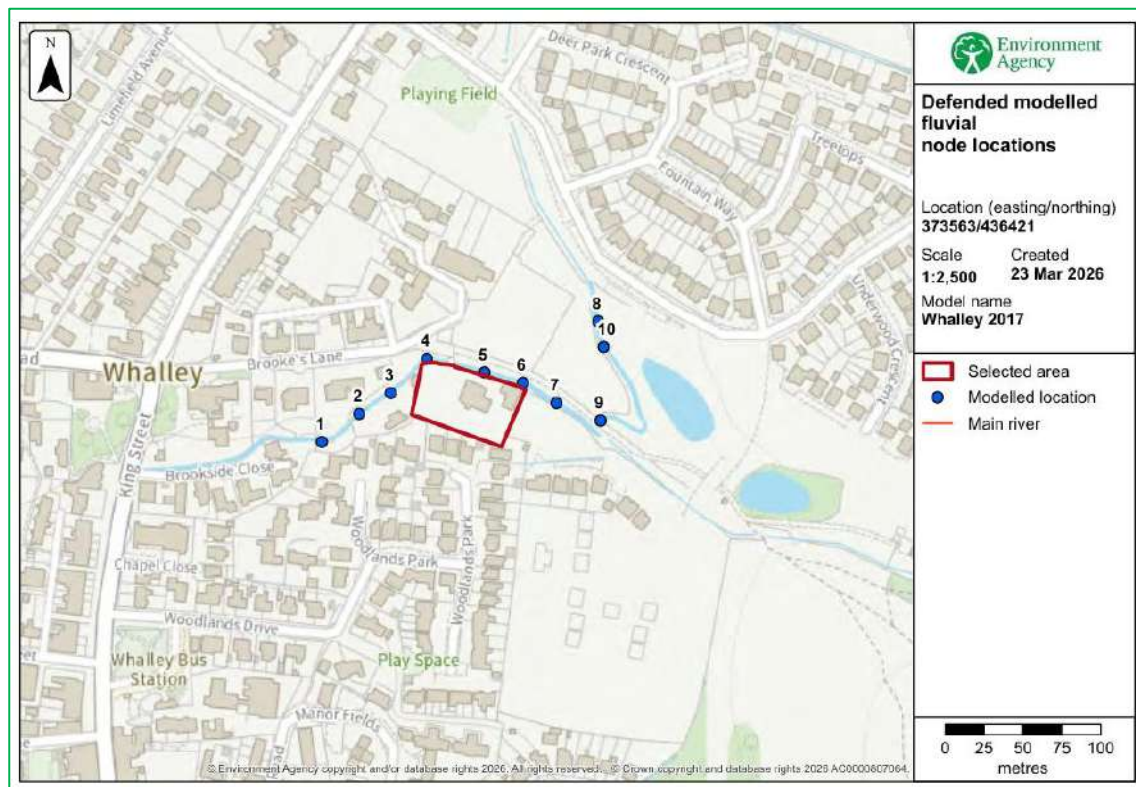 N
Limefield Avenue
Playing Field
Deer Park Crescent
Treetops
Fountain Way
Underwood Crescent
8
10
Brooke's Lane
4
5
6
Whalley
3
7
2
9
1
King Street
Brookside Close
Woodlands Park
Woodlands Park
Chapel Close
Woodlands Drive
Whalley Bus
Station
Play Space
Manor Fields
© Environment Agency copyright and/or database rights 2026. All rights reserved. © Crown copyright and database rights 2026 AC0000807064.
Environment
Agency
Defended modelled
fluvial
node locations
Location (easting/northing)
373563/436421
Scale Created
1:2,500 23 Mar 2026
Model name
Whalley 2017
Selected area
Modelled location
Main river
0 25 50 75 100
metres